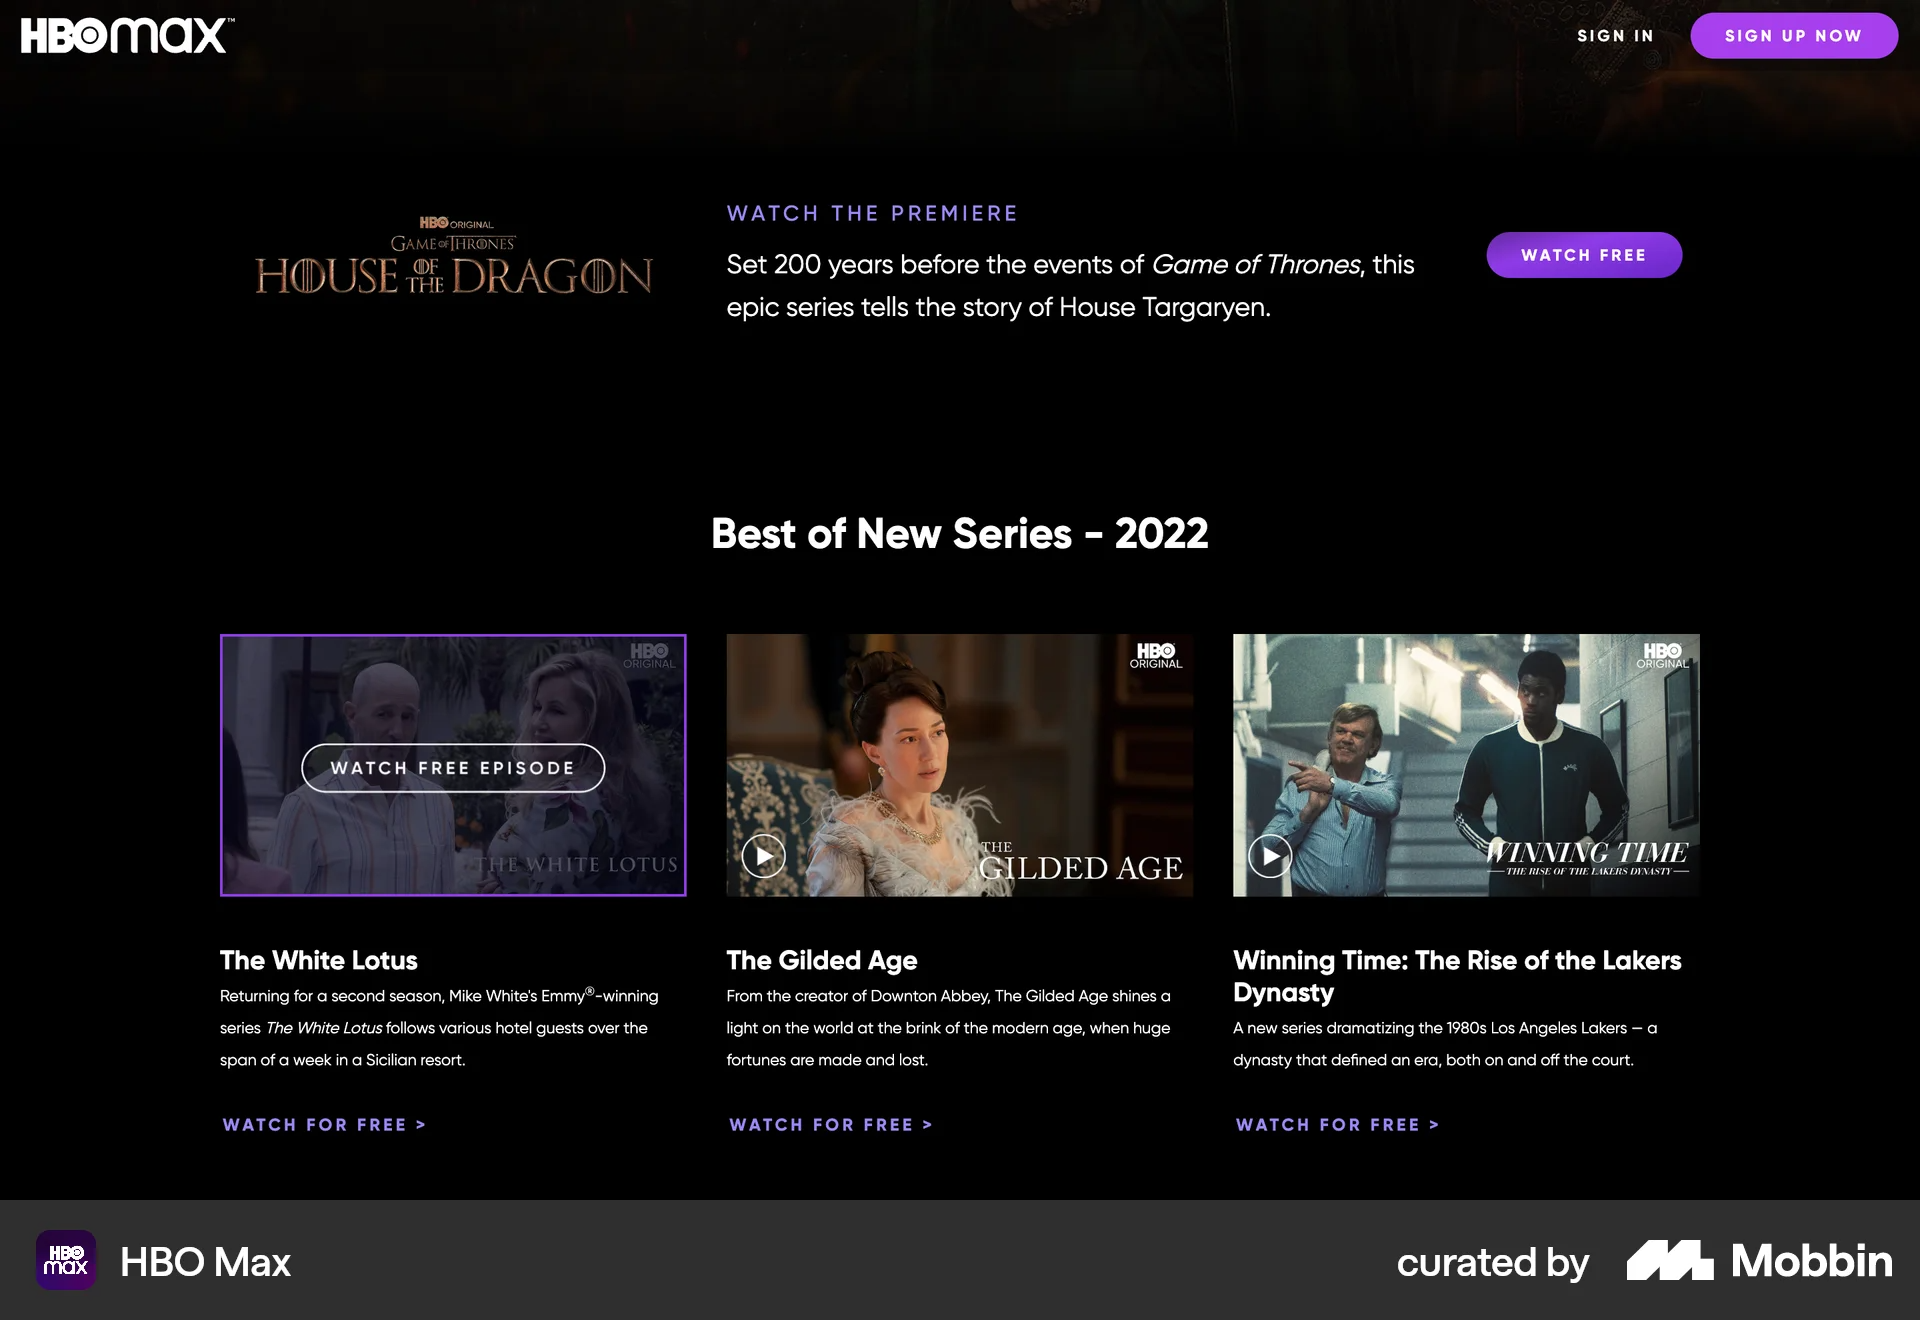 HBOmax™
SIGN IN
SIGN UP NOW
HBO ORIGINAL
GAME OF THRONES
HOUSE OF THE DRAGON
WATCH THE PREMIERE
Set 200 years before the events of Game of Thrones, this
epic series tells the story of House Targaryen.
WATCH FREE
Best of New Series - 2022
HBO
ORIGINAL
WATCH FREE EPISODE
THE WHITE LOTUS
HBO
ORIGINAL
THE
GILDED AGE
HBO
ORIGINAL
WINNING TIME
THE RISE OF THE LAKERS DYNASTY
The White Lotus
Returning for a second season, Mike White's Emmy®-winning
series The White Lotus follows various hotel guests over the
span of a week in a Sicilian resort.
WATCH FOR FREE >
The Gilded Age
From the creator of Downton Abbey, The Gilded Age shines a
light on the world at the brink of the modern age, when huge
fortunes are made and lost.
WATCH FOR FREE >
Winning Time: The Rise of the Lakers
Dynasty
A new series dramatizing the 1980s Los Angeles Lakers — a
dynasty that defined an era, both on and off the court.
WATCH FOR FREE >
HBO
max
HBO Max
curated by
Mobbin